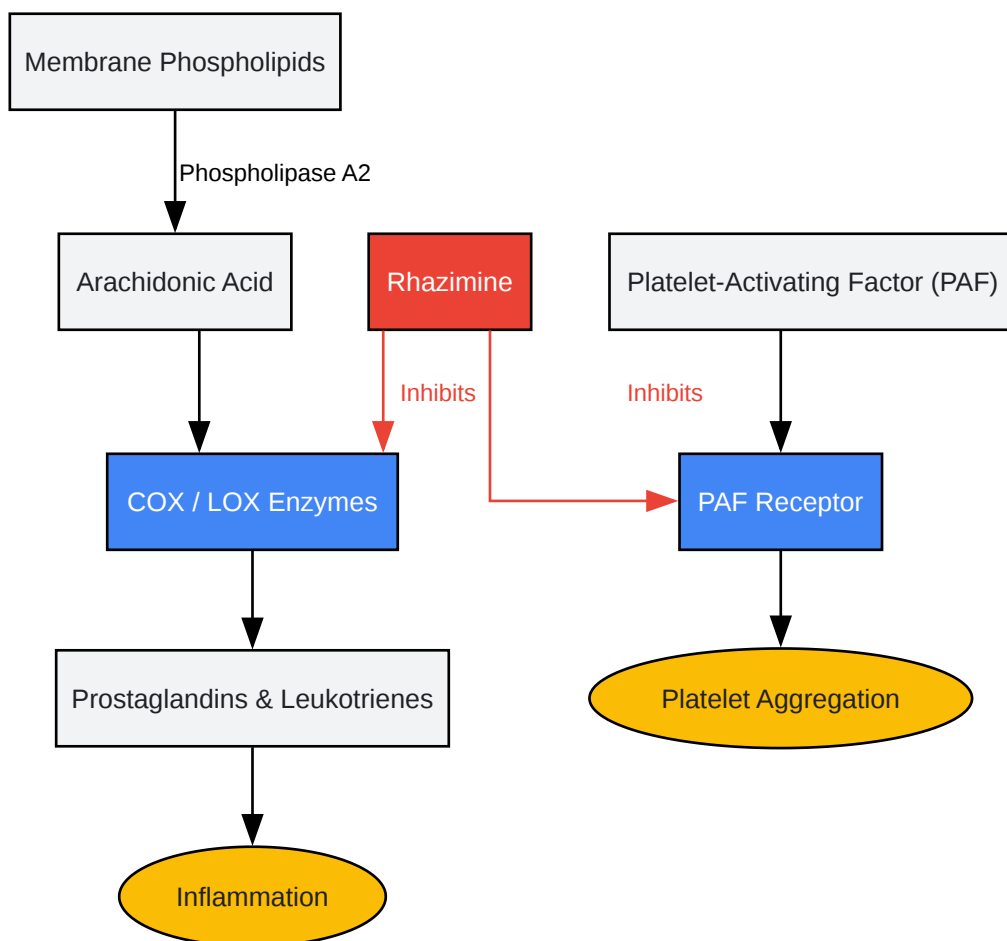 Membrane Phospholipids
Phospholipase A2
Arachidonic Acid
Rhazimine
Platelet-Activating Factor (PAF)
Inhibits
Inhibits
COX / LOX Enzymes
PAF Receptor
Prostaglandins & Leukotrienes
Platelet Aggregation
Inflammation